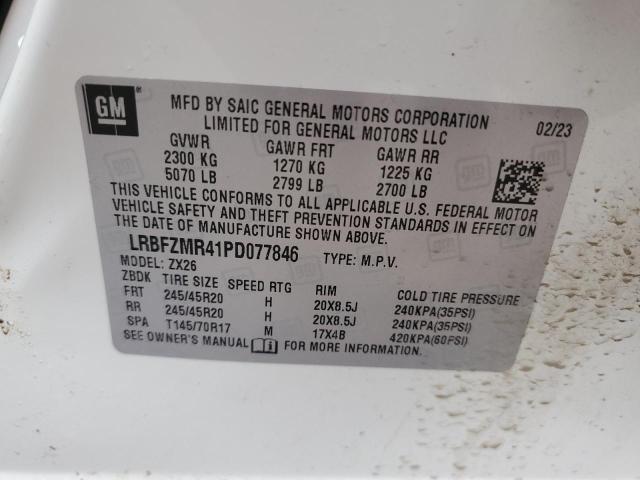 GM
MFD BY SAIC GENERAL MOTORS CORPORATION 02/23
LIMITED FOR GENERAL MOTORS LLC
GVWR GAWR FRT GAWR RR
2300 KG 1270 KG 1225 KG
5070 LB 2799 LB 2700 LB
THIS VEHICLE CONFORMS TO ALL APPLICABLE U.S. FEDERAL MOTOR
VEHICLE SAFETY AND THEFT PREVENTION STANDARDS IN EFFECT ON
THE DATE OF MANUFACTURE SHOWN ABOVE.
LRBFZMR41PD077846 TYPE: M.P.V.
MODEL: ZX26
ZBDK TIRE SIZE SPEED RTG RIM COLD TIRE PRESSURE
FRT 245/45R20 H 20X8.5J 240KPA(35PSI)
RR 245/45R20 H 20X8.5J 240KPA(35PSI)
SPA T145/70R17 M 17X4B 420KPA(60PSI)
SEE OWNER'S MANUAL FOR MORE INFORMATION.